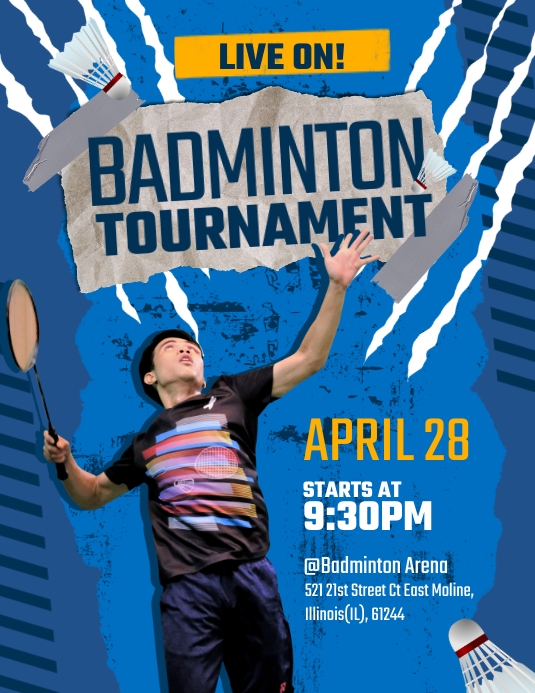 LIVE ON!
BADMINTON
TOURNAMENT
APRIL 28
STARTS AT
9:30PM
@Badminton Arena
521 21st Street Ct East Moline,
Illinois(IL), 61244